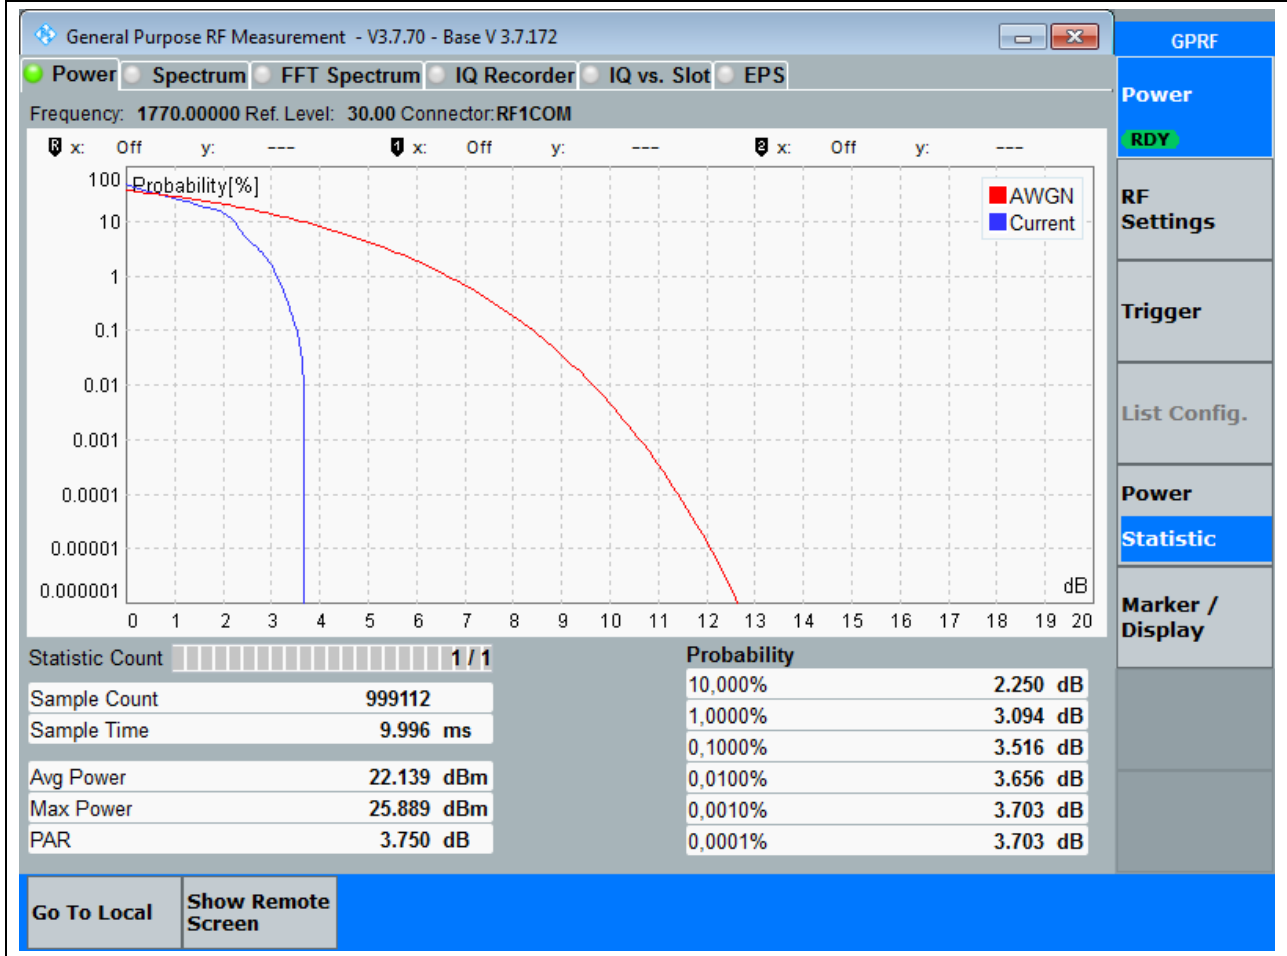 General Purpose RF Measurement - V3.7.70 - Base V 3.7.172
GPRF
Power Spectrum FFT Spectrum IQ Recorder IQ vs. Slot EPS
Frequency: 1770.00000 Ref. Level: 30.00 Connector: RF1COM
R x: Off y: --- 1 x: Off y: --- 2 x: Off y: ---
Probability[%]
AWGN
Current
100
10
1
0.1
0.01
0.001
0.0001
0.00001
0.000001
dB
0 1 2 3 4 5 6 7 8 9 10 11 12 13 14 15 16 17 18 19 20
Statistic Count 1 / 1
Sample Count 999112
Sample Time 9.996 ms
Avg Power 22.139 dBm
Max Power 25.889 dBm
PAR 3.750 dB
Probability
10,000% 2.250 dB
1,0000% 3.094 dB
0,1000% 3.516 dB
0,0100% 3.656 dB
0,0010% 3.703 dB
0,0001% 3.703 dB
Power
RDY
RF
Settings
Trigger
List Config.
Power
Statistic
Marker /
Display
Go To Local
Show Remote
Screen